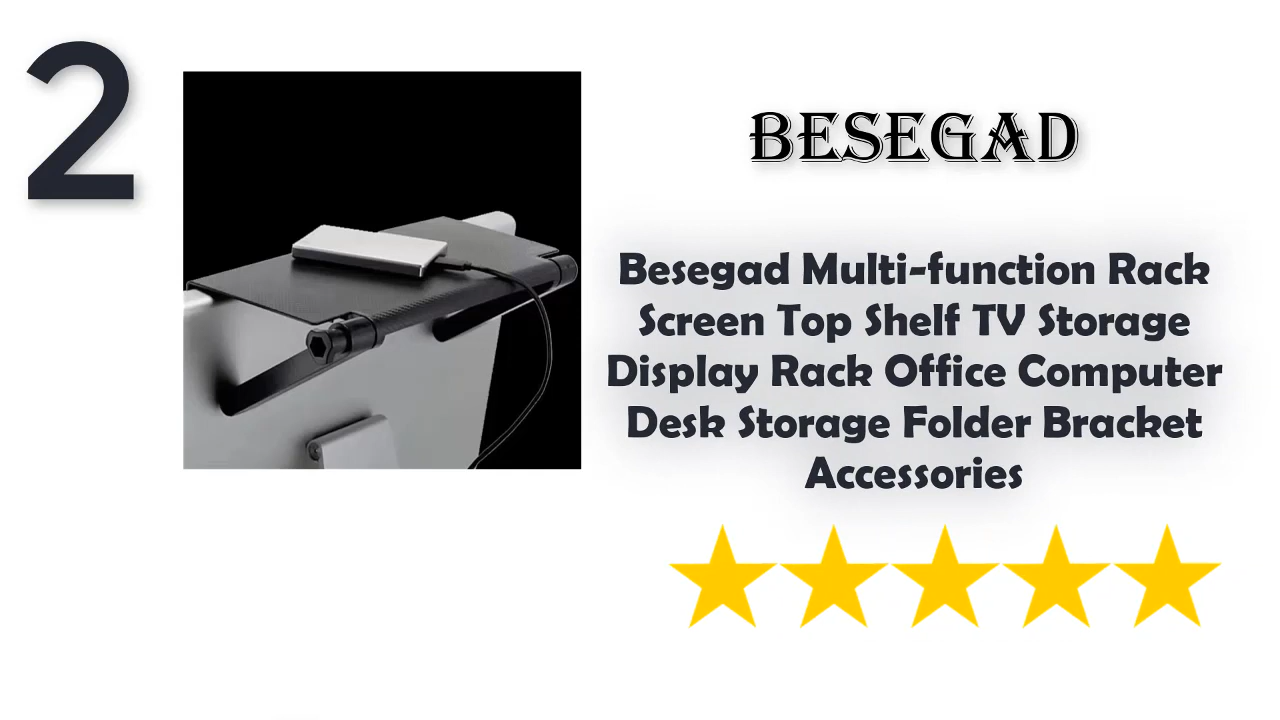 2
BESEGAD
Besegad Multi-function Rack
Screen Top Shelf TV Storage
Display Rack Office Computer
Desk Storage Folder Bracket
Accessories